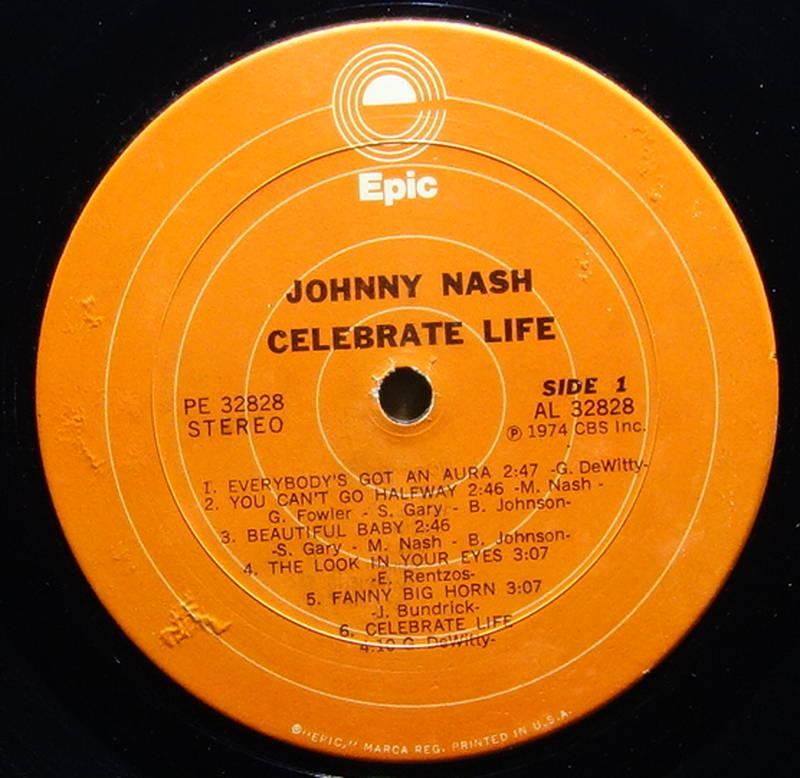 Epic
JOHNNY NASH
CELEBRATE LIFE
PE 32828
STEREO
SIDE 1
AL 32828
℗ 1974 CBS Inc.
1. EVERYBODY'S GOT AN AURA 2:47 -G. DeWitty-
2. YOU CAN'T GO HALFWAY 2:46 -M. Nash -
G. Fowler - S. Gary - B. Johnson-
3. BEAUTIFUL BABY 2:46
-S. Gary - M. Nash - B. Johnson-
4. THE LOOK IN YOUR EYES 3:07
-E. Rentzos-
5. FANNY BIG HORN 3:07
-J. Bundrick-
6. CELEBRATE LIFE
4:10 -G. DeWitty-
®"EPIC," MARCA REG. PRINTED IN U.S.A.